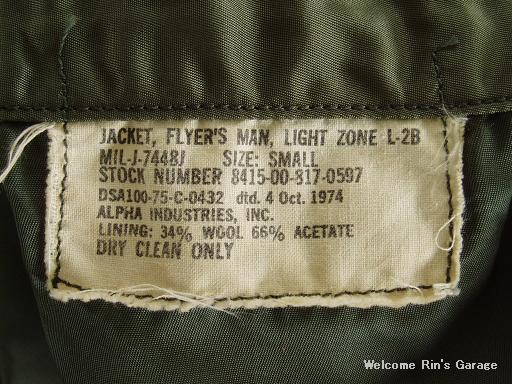 JACKET, FLYER'S MAN, LIGHT ZONE L-2B
MIL-J-7448J SIZE: SMALL
STOCK NUMBER 8415-00-817-0597
DSA100-75-C-0432 dtd. 4 Oct. 1974
ALPHA INDUSTRIES, INC.
LINING: 34% WOOL 66% ACETATE
DRY CLEAN ONLY
Welcome Rin's Garage